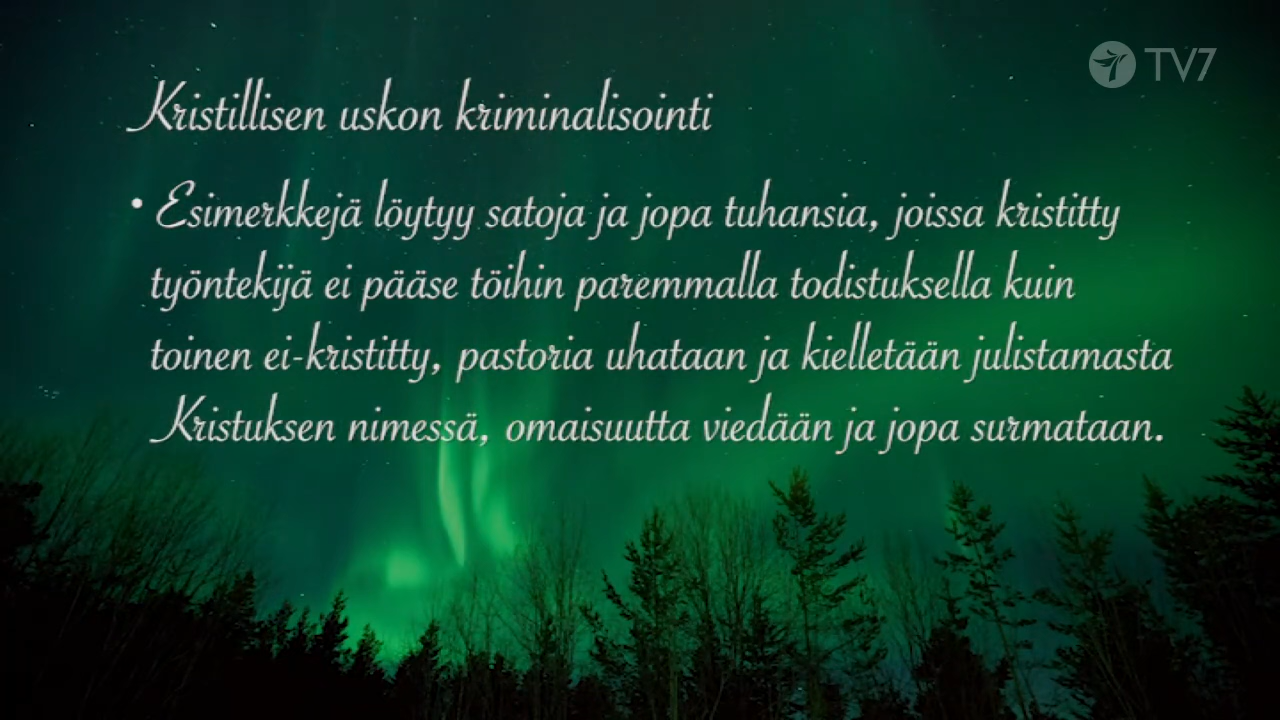 TV7
Kristillisen uskon kriminalisointi
• Esimerkkejä löytyy satoja ja jopa tuhansia, joissa kristitty
työntekijä ei pääse töihin paremmalla todistuksella kuin
toinen ei-kristitty, pastoria uhataan ja kielletään julistamasta
Kristuksen nimessä, omaisuutta viedään ja jopa surmataan.